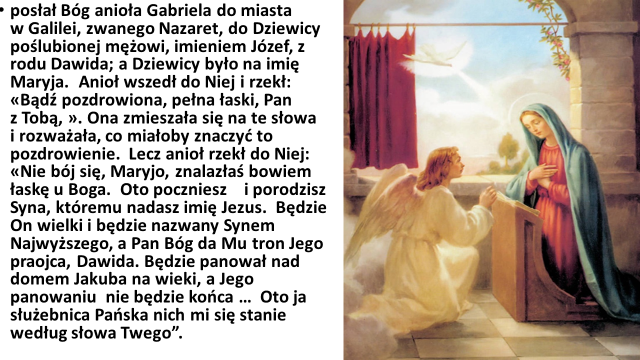 • posłał Bóg anioła Gabriela do miasta
w Galilei, zwanego Nazaret, do Dziewicy
poślubionej mężowi, imieniem Józef, z
rodu Dawida; a Dziewicy było na imię
Maryja. Anioł wszedł do Niej i rzekł:
«Bądź pozdrowiona, pełna łaski, Pan
z Tobą, ». Ona zmieszała się na te słowa
i rozważała, co miałoby znaczyć to
pozdrowienie. Lecz anioł rzekł do Niej:
«Nie bój się, Maryjo, znalazłaś bowiem
łaskę u Boga. Oto poczniesz i porodzisz
Syna, któremu nadasz imię Jezus. Będzie
On wielki i będzie nazwany Synem
Najwyższego, a Pan Bóg da Mu tron Jego
praojca, Dawida. Będzie panował nad
domem Jakuba na wieki, a Jego
panowaniu nie będzie końca … Oto ja
służebnica Pańska nich mi się stanie
według słowa Twego”.